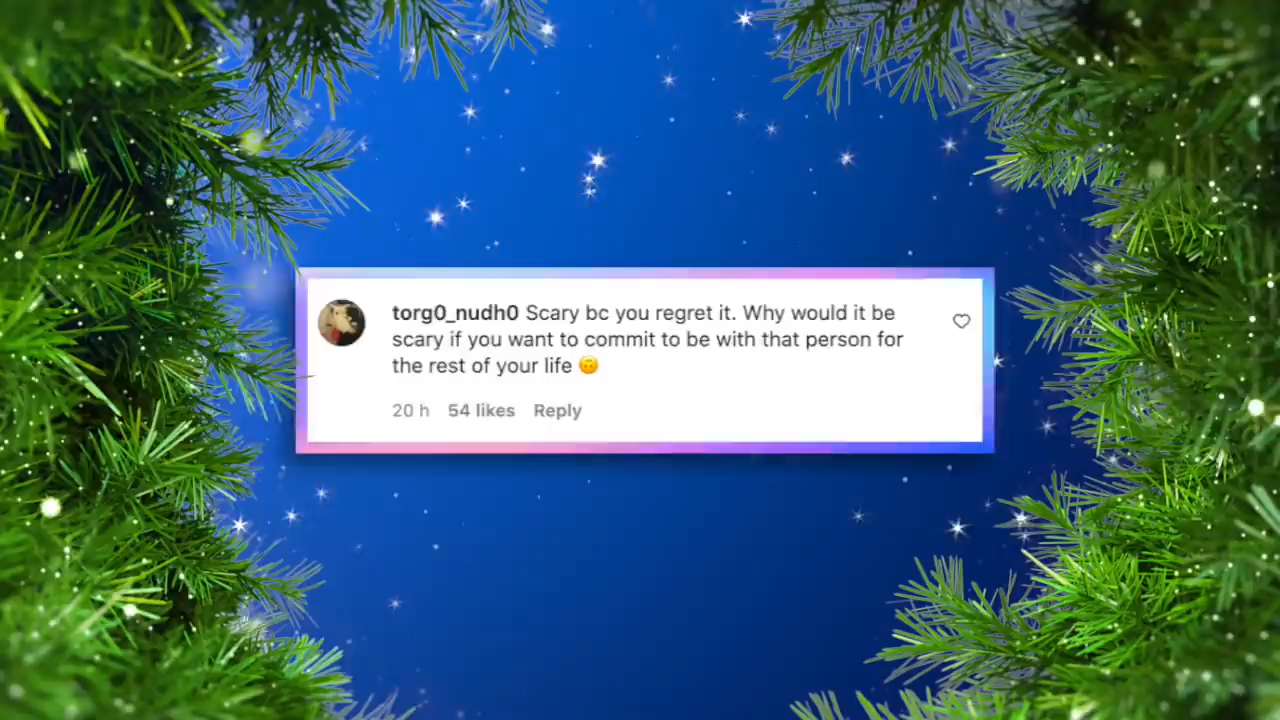 torg0_nudh0 Scary bc you regret it. Why would it be
scary if you want to commit to be with that person for
the rest of your life 🙃
20 h 54 likes Reply